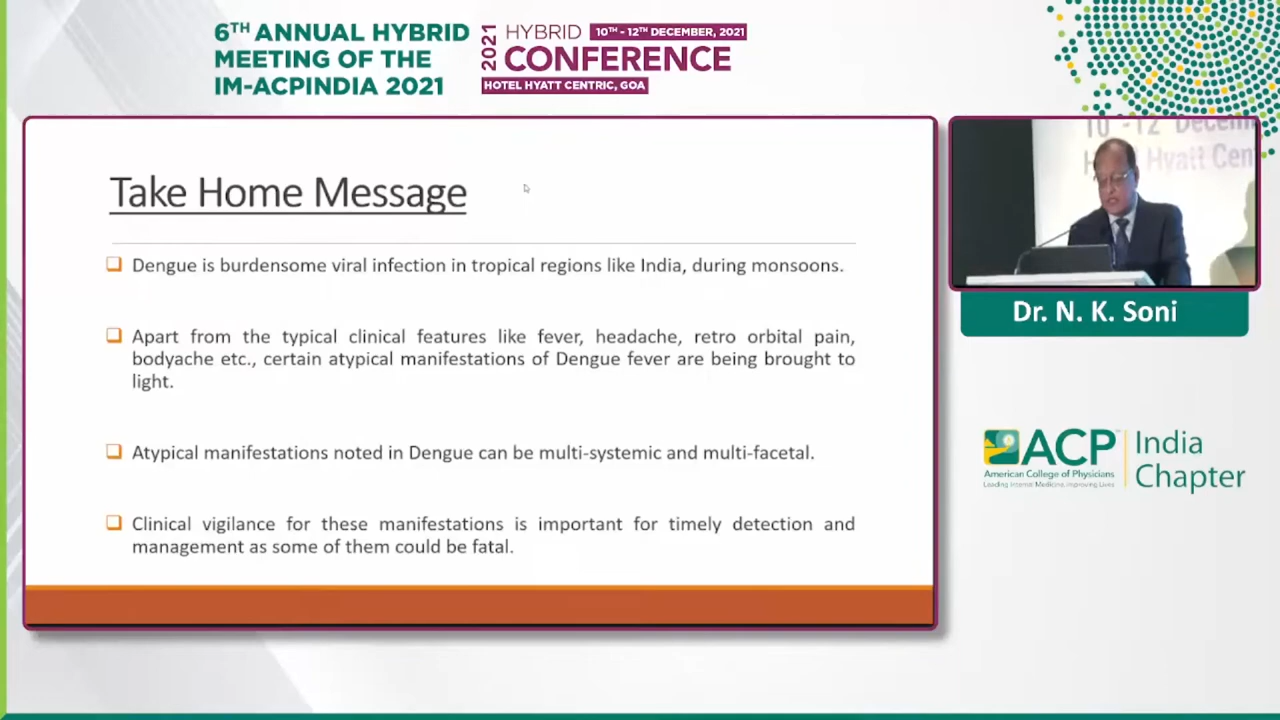 6TH ANNUAL HYBRID
MEETING OF THE
IM-ACPINDIA 2021
2021
HYBRID
10TH - 12TH DECEMBER, 2021
CONFERENCE
HOTEL HYATT CENTRIC, GOA
Take Home Message
❑ Dengue is burdensome viral infection in tropical regions like India, during monsoons.
❑ Apart from the typical clinical features like fever, headache, retro orbital pain,
bodyache etc., certain atypical manifestations of Dengue fever are being brought to
light.
❑ Atypical manifestations noted in Dengue can be multi-systemic and multi-facetal.
❑ Clinical vigilance for these manifestations is important for timely detection and
management as some of them could be fatal.
10 -12 Decem
Hyatt Cen
Dr. N. K. Soni
ACP
American College of Physicians
Leading Internal Medicine, Improving Lives
India
Chapter